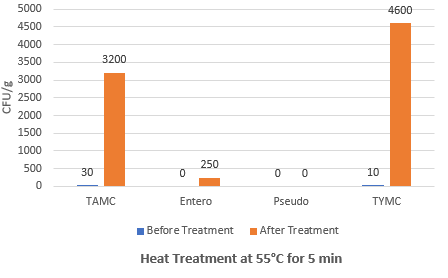 5000
4500
4000
3500
3000
2500
2000
1500
1000
500
0
CFU/g
30
3200
0
250
0
0
10
4600
TAMC
Entero
Pseudo
TYMC
Before Treatment
After Treatment
Heat Treatment at 55°C for 5 min